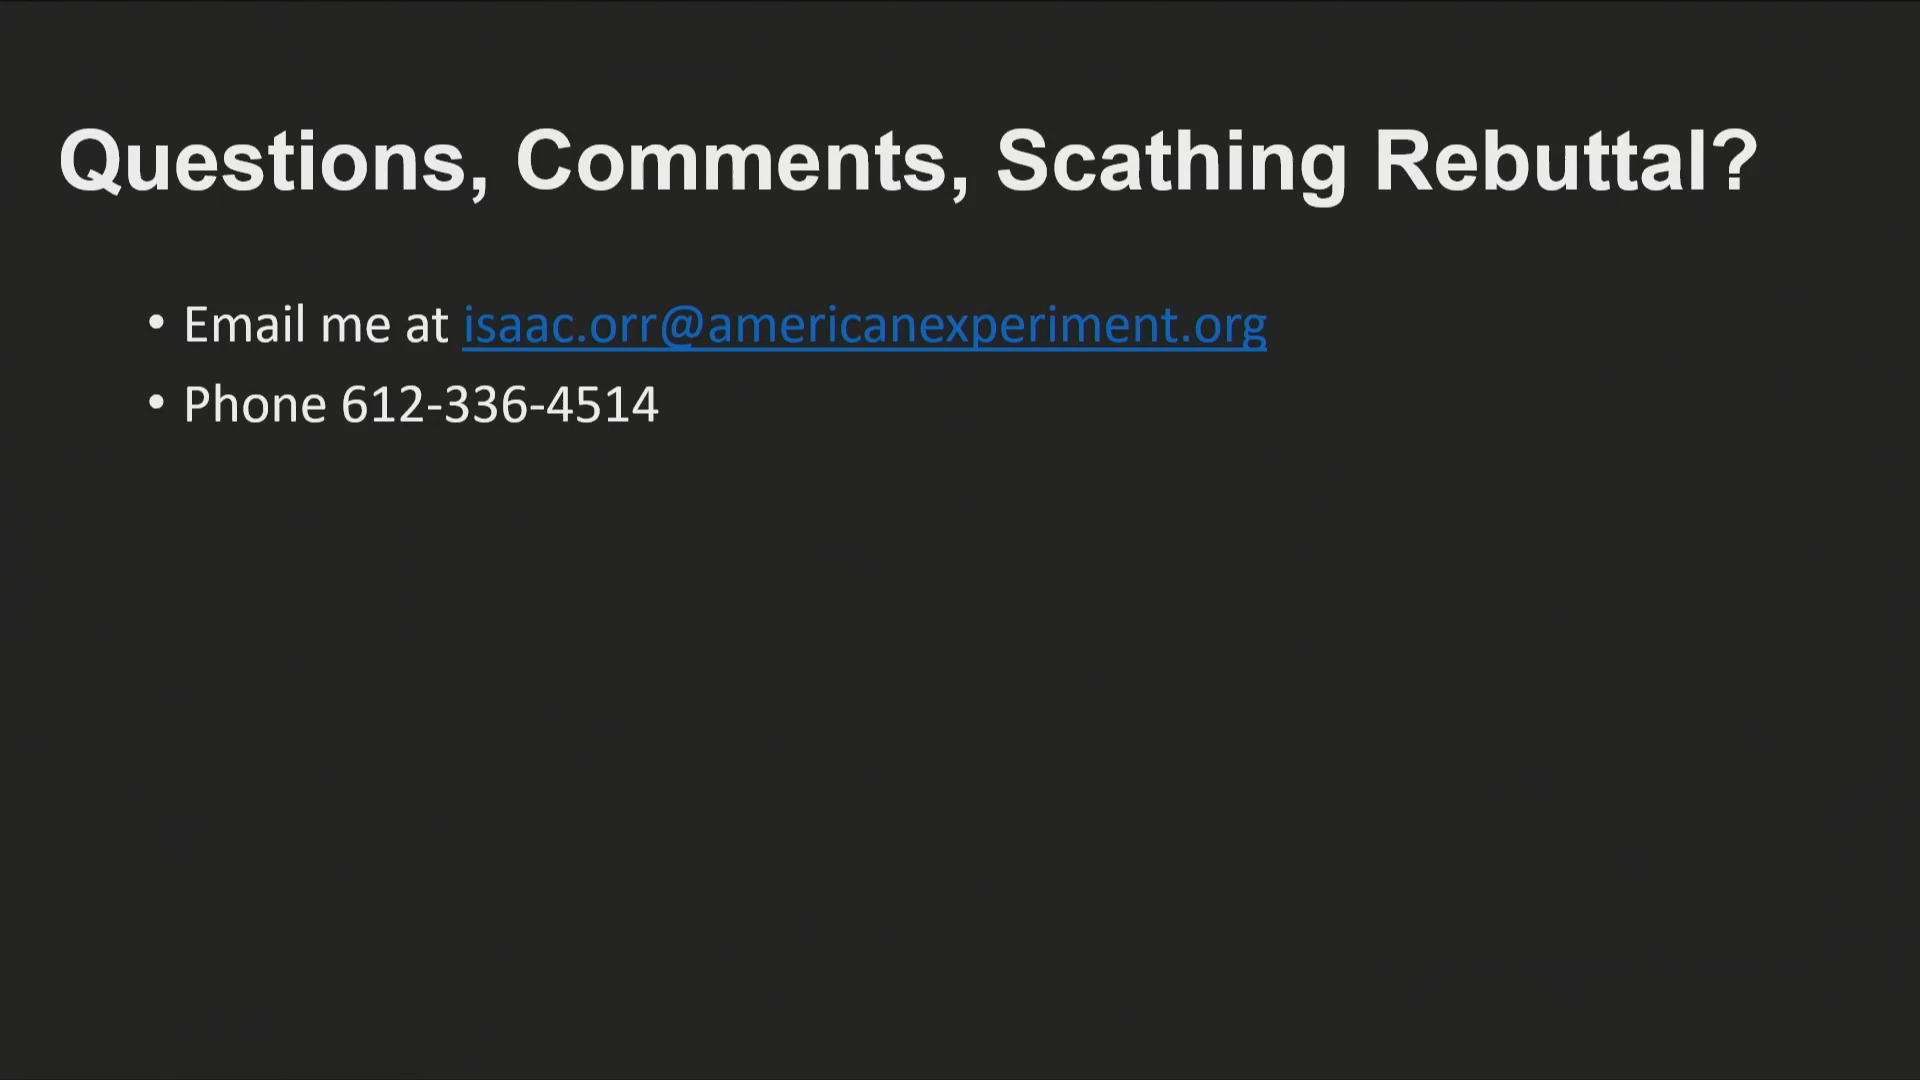 Questions, Comments, Scathing Rebuttal?
• Email me at isaac.orr@americanexperiment.org
• Phone 612-336-4514